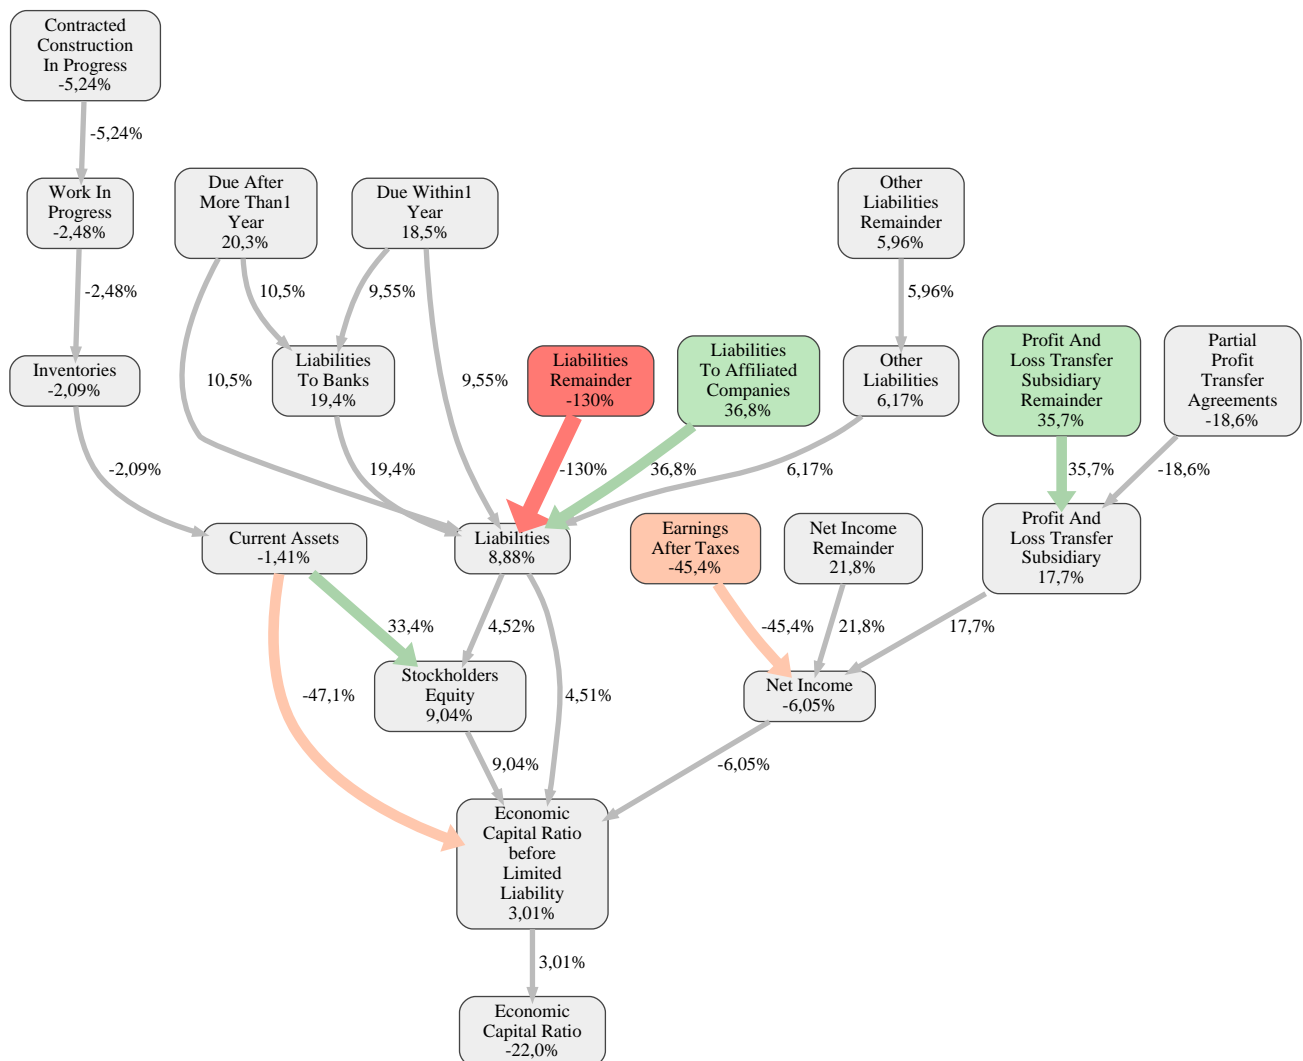 Contracted
Construction
In Progress
-5,24%
-5,24%
Work In
Progress
-2,48%
Due After
More Than1
Year
20,3%
Due Within1
Year
18,5%
Other
Liabilities
Remainder
5,96%
-2,48%
10,5%
9,55%
5,96%
Inventories
-2,09%
Liabilities
To Banks
19,4%
Liabilities
Remainder
-130%
Liabilities
To Affiliated
Companies
36,8%
Other
Liabilities
6,17%
Profit And
Loss Transfer
Subsidiary
Remainder
35,7%
Partial
Profit
Transfer
Agreements
-18,6%
10,5%
9,55%
-2,09%
19,4%
-130%
36,8%
6,17%
35,7%
-18,6%
Current Assets
-1,41%
Liabilities
8,88%
Earnings
After Taxes
-45,4%
Net Income
Remainder
21,8%
Profit And
Loss Transfer
Subsidiary
17,7%
33,4%
4,52%
-45,4%
21,8%
17,7%
-47,1%
Stockholders
Equity
9,04%
4,51%
Net Income
-6,05%
9,04%
-6,05%
Economic
Capital Ratio
before
Limited
Liability
3,01%
3,01%
Economic
Capital Ratio
-22,0%